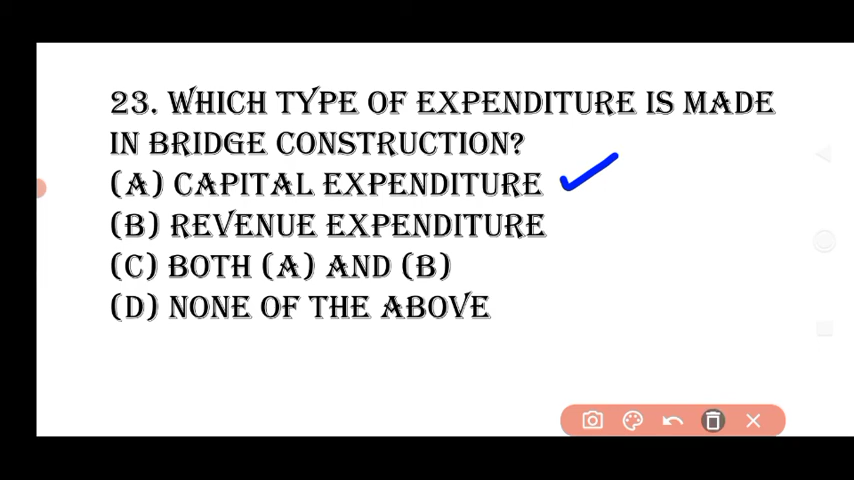 23. WHICH TYPE OF EXPENDITURE IS MADE
IN BRIDGE CONSTRUCTION?
(A) CAPITAL EXPENDITURE
(B) REVENUE EXPENDITURE
(C) BOTH (A) AND (B)
(D) NONE OF THE ABOVE